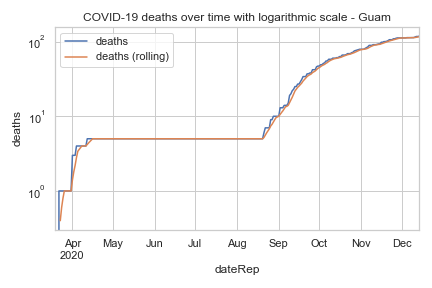 COVID-19 deaths over time with logarithmic scale - Guam
deaths
deaths (rolling)
10²
10¹
10⁰
deaths
Apr May Jun Jul Aug Sep Oct Nov Dec
2020
dateRep